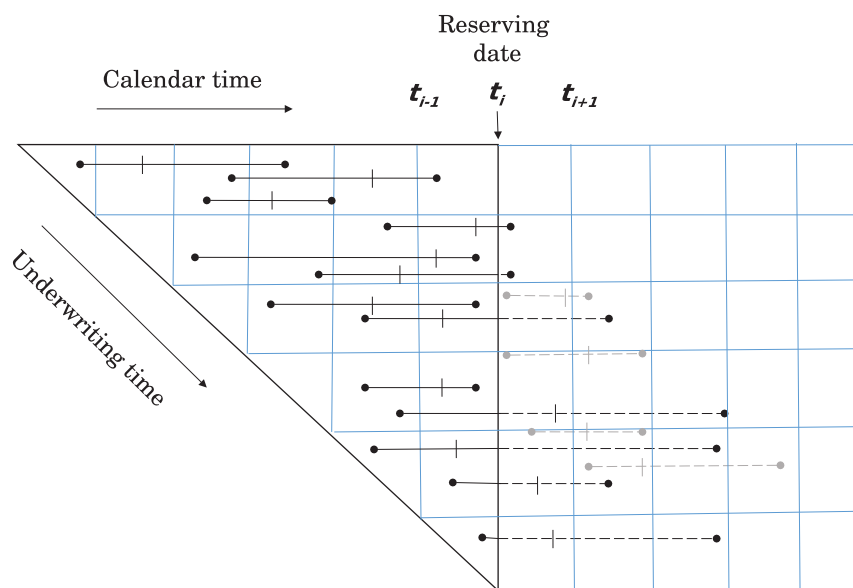 Reserving
date
Calendar time
t_{i-1} t_i t_{i+1}
Underwriting time